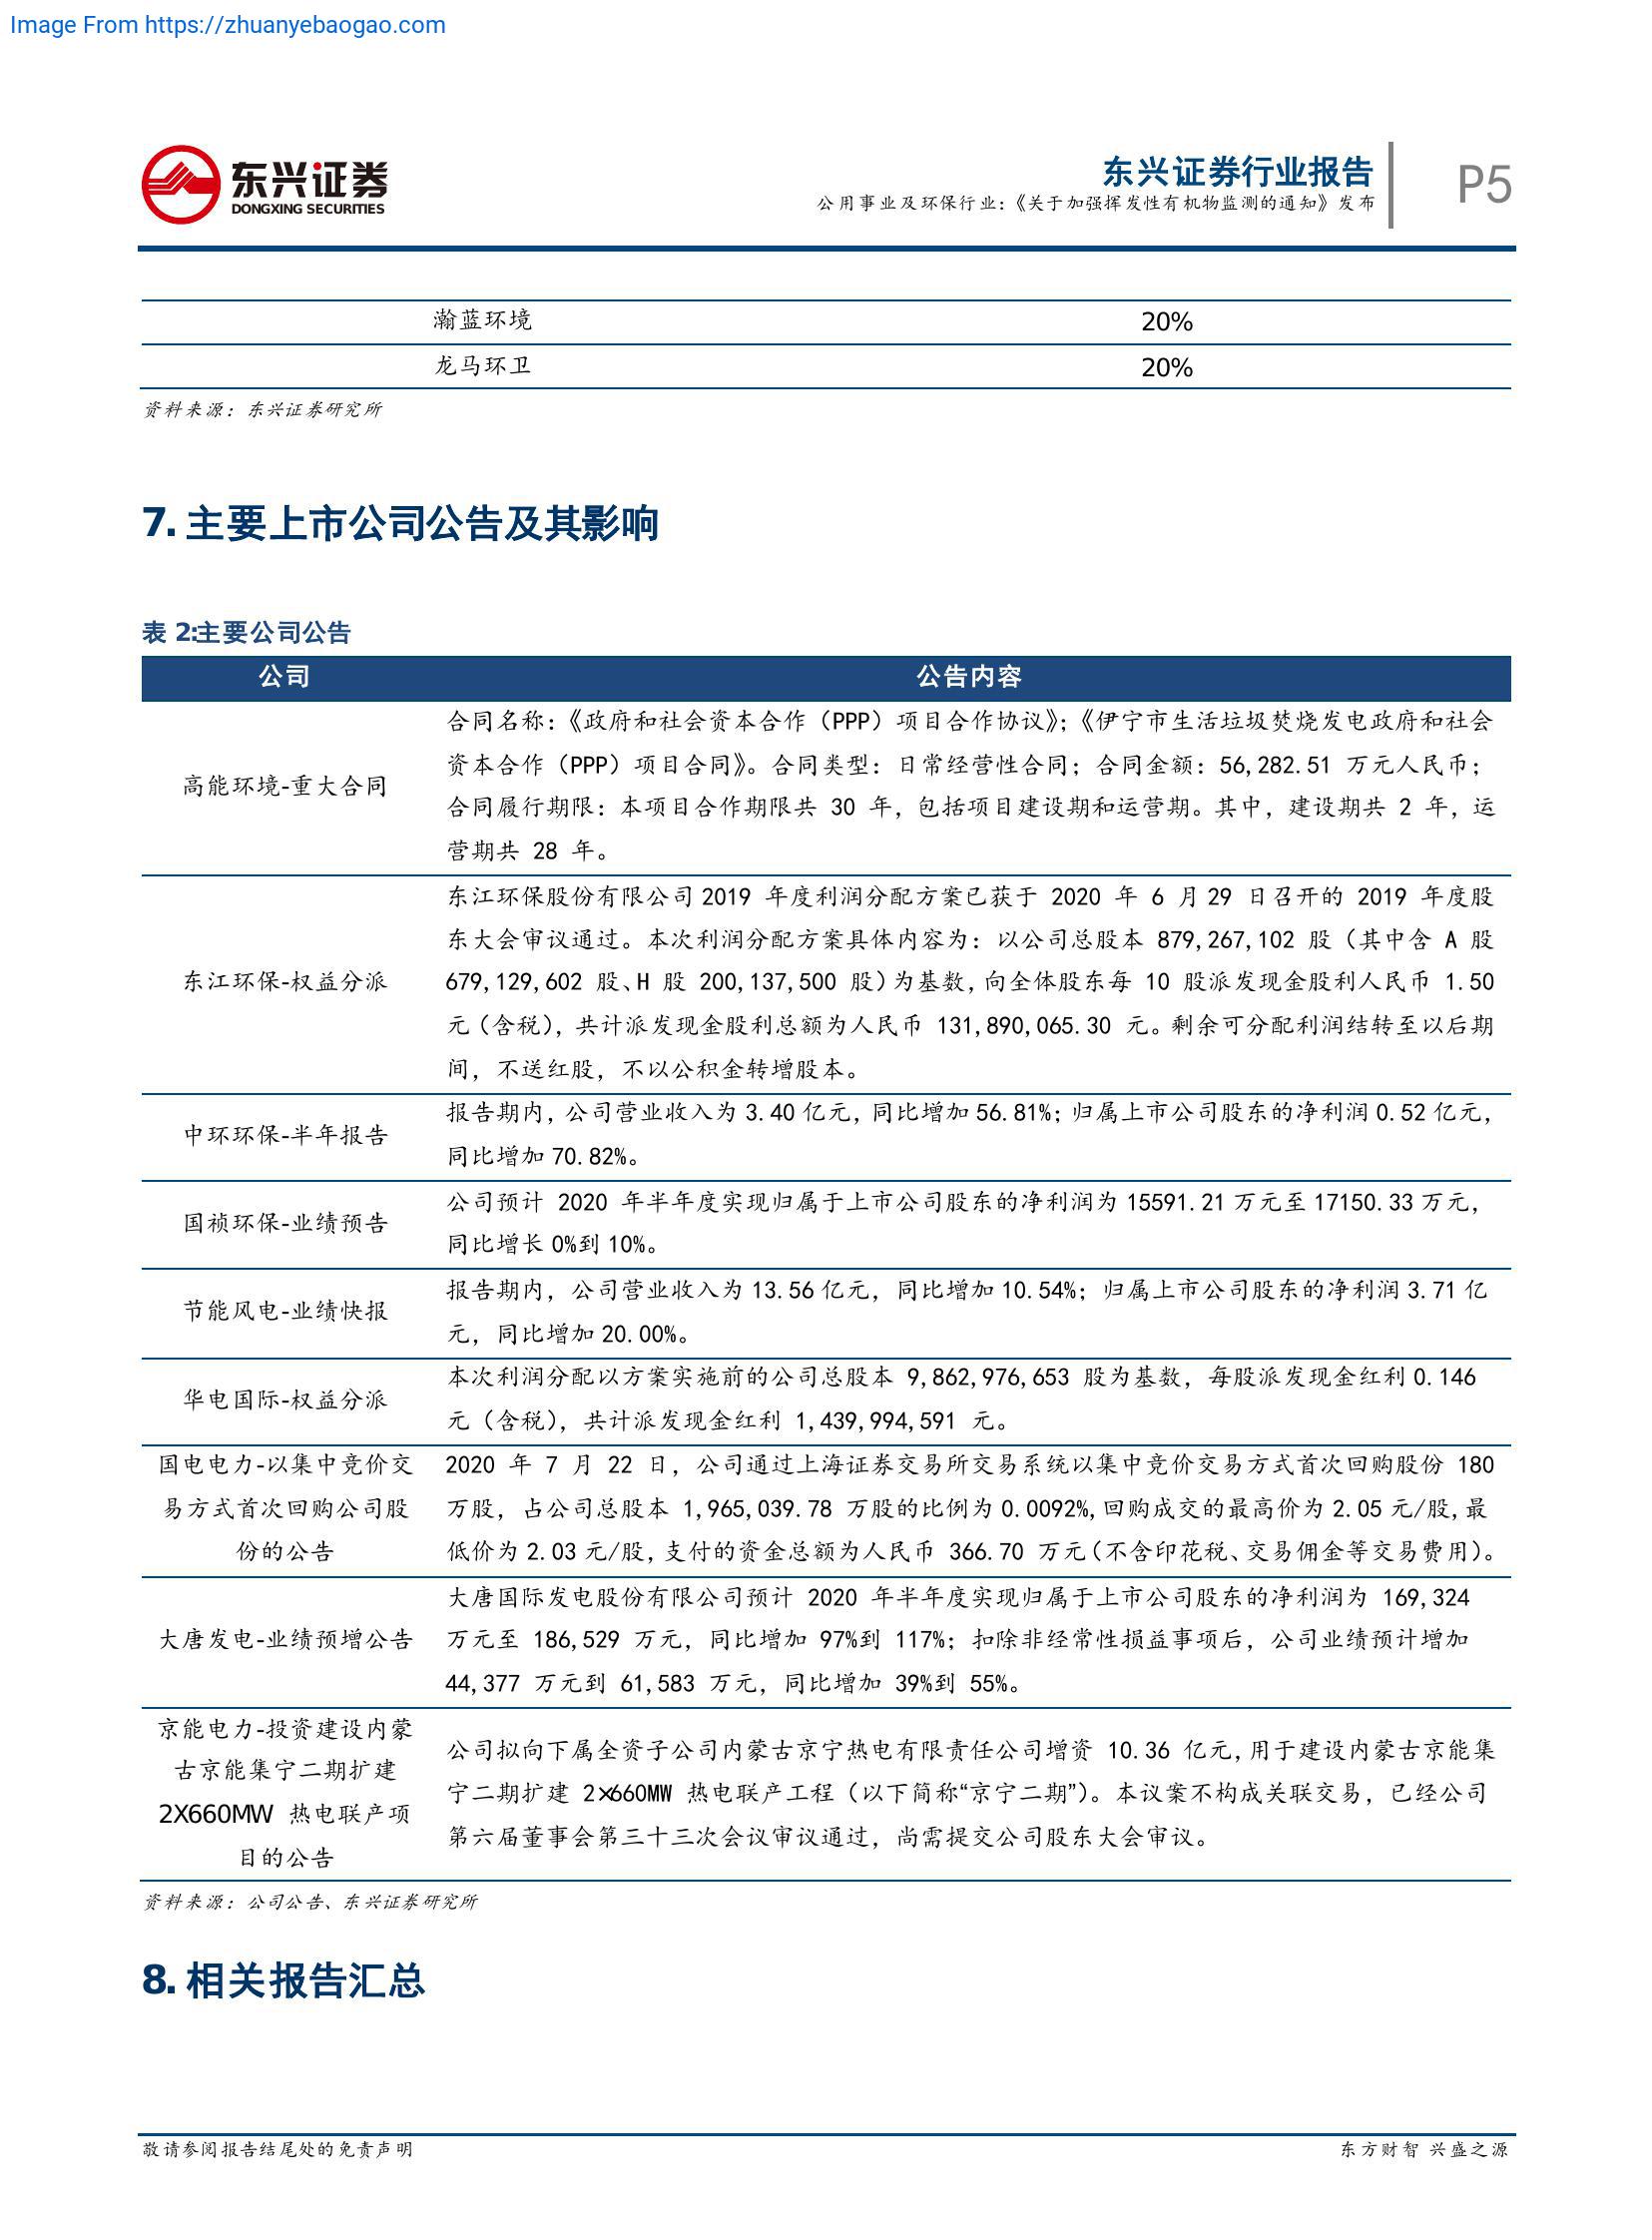 Image From https://zhuanyebaogao.com
东兴证券
DONGXING SECURITIES
东兴证券行业报告
公用事业及环保行业：《关于加强挥发性有机物监测的通知》发布
P5
瀚蓝环境 20%
龙马环卫 20%
资料来源：东兴证券研究所
7. 主要上市公司公告及其影响
表 2:主要公司公告
公司 公告内容
高能环境-重大合同
合同名称：《政府和社会资本合作（PPP）项目合作协议》；《伊宁市生活垃圾焚烧发电政府和社会
资本合作（PPP）项目合同》。合同类型：日常经营性合同；合同金额：56,282.51 万元人民币；
合同履行期限：本项目合作期限共 30 年，包括项目建设期和运营期。其中，建设期共 2 年，运
营期共 28 年。
东江环保-权益分派
东江环保股份有限公司 2019 年度利润分配方案已获于 2020 年 6 月 29 日召开的 2019 年度股
东大会审议通过。本次利润分配方案具体内容为：以公司总股本 879,267,102 股（其中含 A 股
679,129,602 股、H 股 200,137,500 股）为基数，向全体股东每 10 股派发现金股利人民币 1.50
元（含税），共计派发现金股利总额为人民币 131,890,065.30 元。剩余可分配利润结转至以后期
间，不送红股，不以公积金转增股本。
中环环保-半年报告
报告期内，公司营业收入为 3.40 亿元，同比增加 56.81%；归属上市公司股东的净利润 0.52 亿元，
同比增加 70.82%。
国祯环保-业绩预告
公司预计 2020 年半年度实现归属于上市公司股东的净利润为 15591.21 万元至 17150.33 万元，
同比增长 0%到 10%。
节能风电-业绩快报
报告期内，公司营业收入为 13.56 亿元，同比增加 10.54%；归属上市公司股东的净利润 3.71 亿
元，同比增加 20.00%。
华电国际-权益分派
本次利润分配以方案实施前的公司总股本 9,862,976,653 股为基数，每股派发现金红利 0.146
元（含税），共计派发现金红利 1,439,994,591 元。
国电电力-以集中竞价交
易方式首次回购公司股
份的公告
2020 年 7 月 22 日，公司通过上海证券交易所交易系统以集中竞价交易方式首次回购股份 180
万股，占公司总股本 1,965,039.78 万股的比例为 0.0092%,回购成交的最高价为 2.05 元/股,最
低价为 2.03 元/股,支付的资金总额为人民币 366.70 万元（不含印花税、交易佣金等交易费用）。
大唐发电-业绩预增公告
大唐国际发电股份有限公司预计 2020 年半年度实现归属于上市公司股东的净利润为 169,324
万元至 186,529 万元，同比增加 97%到 117%；扣除非经常性损益事项后，公司业绩预计增加
44,377 万元到 61,583 万元，同比增加 39%到 55%。
京能电力-投资建设内蒙
古京能集宁二期扩建
2X660MW 热电联产项
目的公告
公司拟向下属全资子公司内蒙古京宁热电有限责任公司增资 10.36 亿元,用于建设内蒙古京能集
宁二期扩建 2×660MW 热电联产工程（以下简称“京宁二期”）。本议案不构成关联交易，已经公司
第六届董事会第三十三次会议审议通过，尚需提交公司股东大会审议。
资料来源：公司公告、东兴证券研究所
8. 相关报告汇总
敬请参阅报告结尾处的免责声明
东方财智 兴盛之源